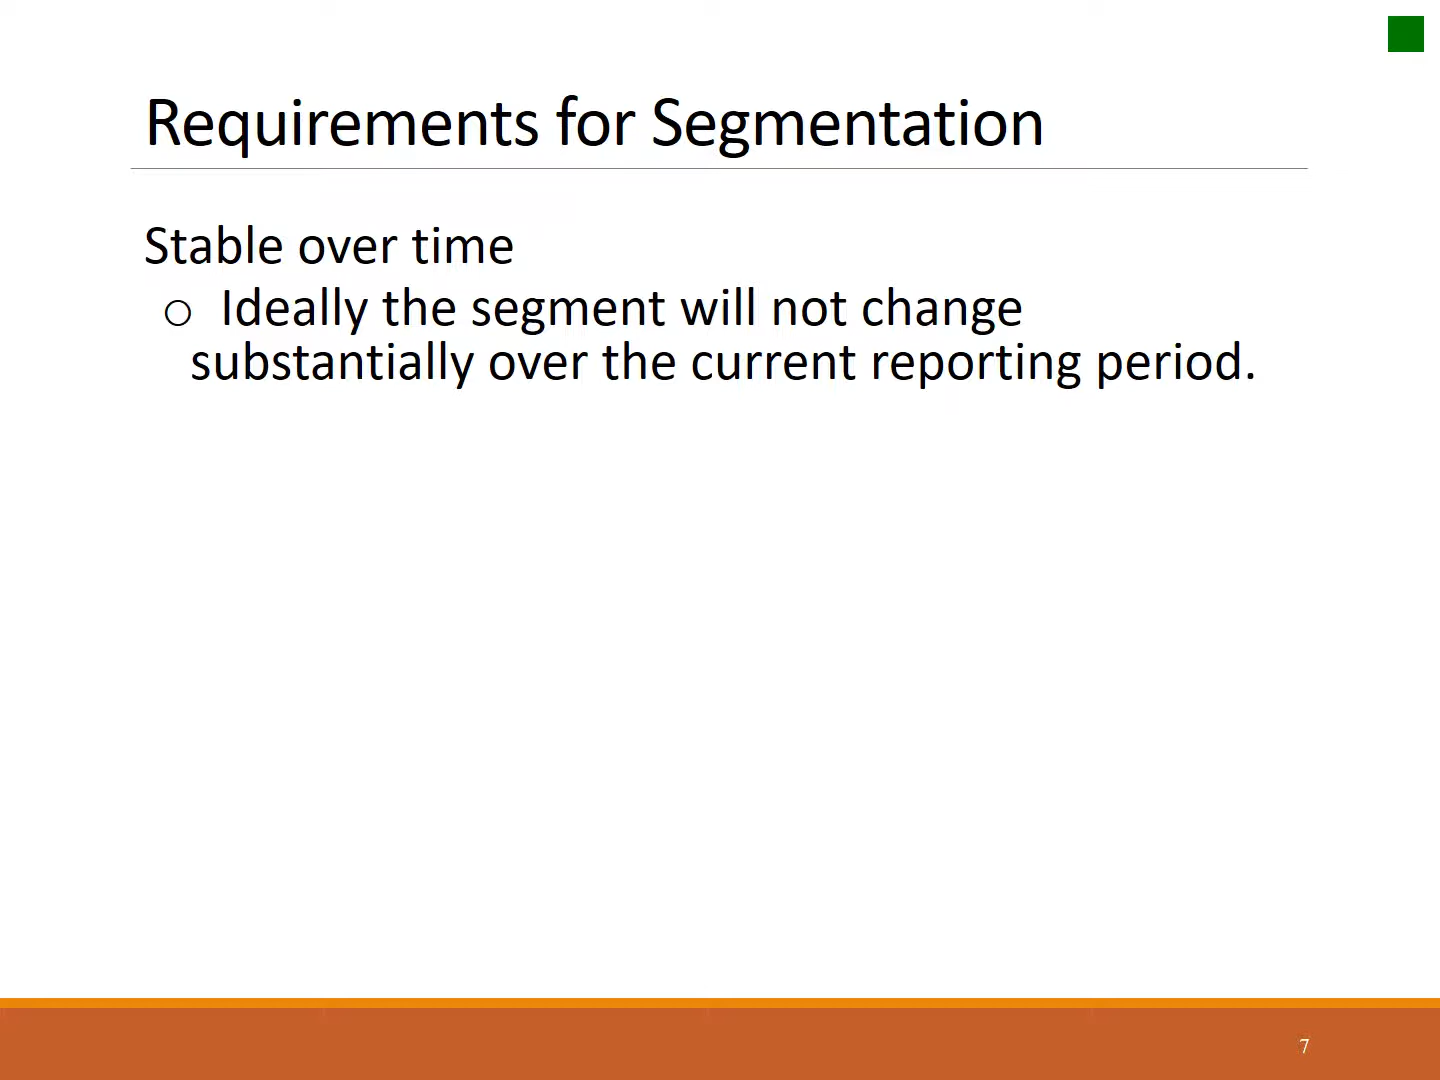 Requirements for Segmentation
Stable over time
o Ideally the segment will not change
substantially over the current reporting period.
7